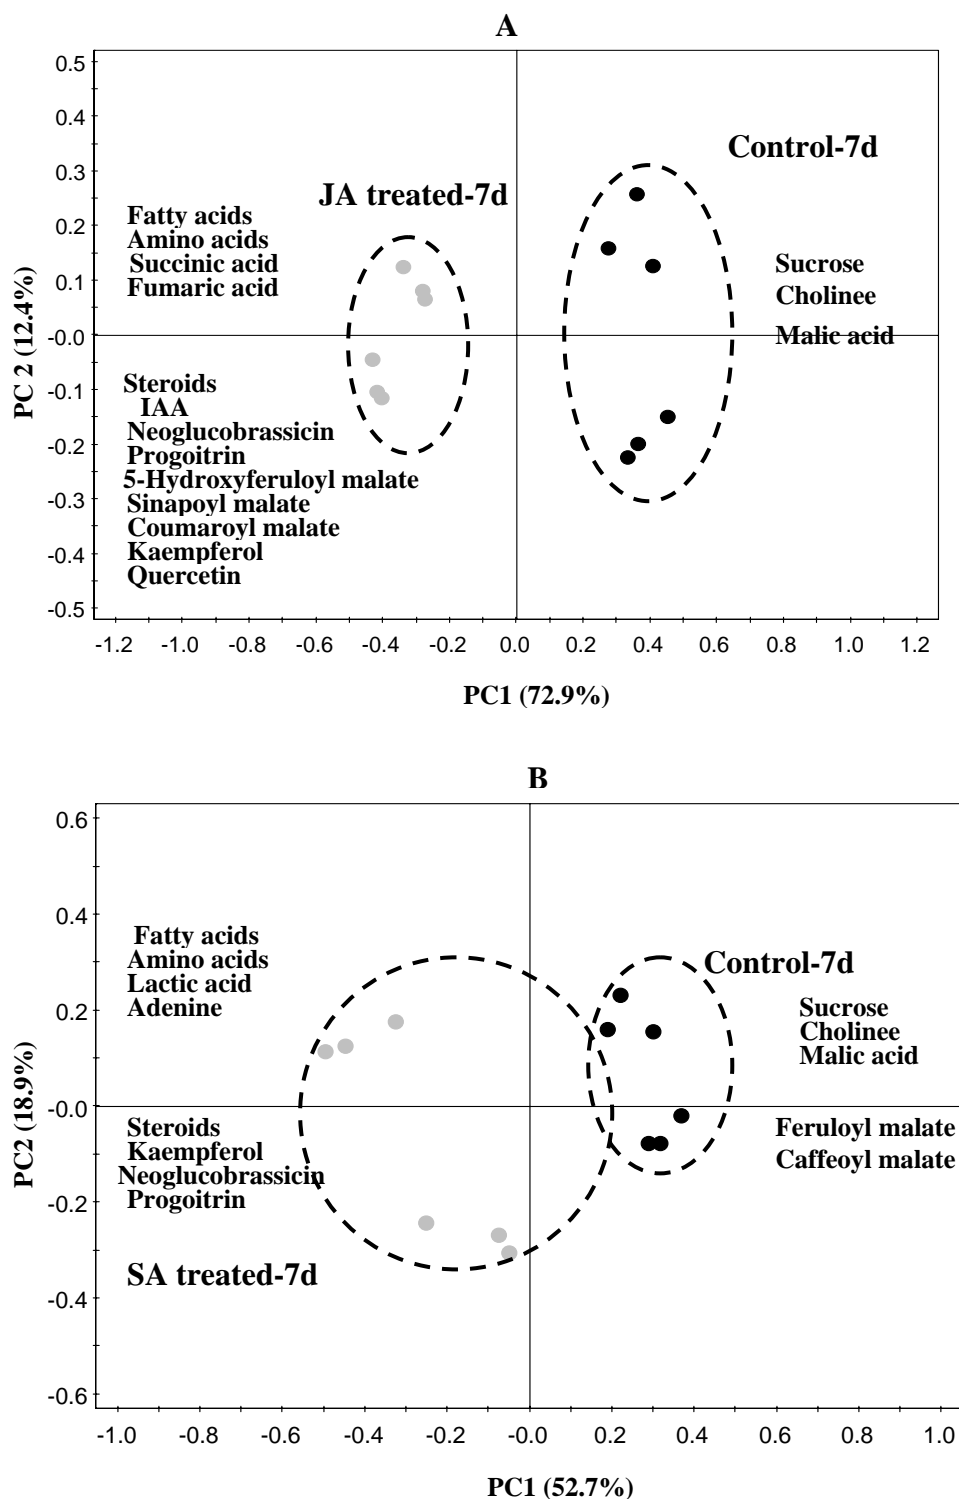 A
0.5
0.4
0.3
0.2
0.1
-0.0
-0.1
-0.2
-0.3
-0.4
-0.5
PC 2 (12.4%)
Control-7d
JA treated-7d
Fatty acids
Amino acids
Succinic acid
Fumaric acid
Sucrose
Cholinee
Malic acid
Steroids
IAA
Neoglucobrassicin
Progoitrin
5-Hydroxyferuloyl malate
Sinapoyl malate
Coumaroyl malate
Kaempferol
Quercetin
-1.2 -1.0 -0.8 -0.6 -0.4 -0.2 0.0 0.2 0.4 0.6 0.8 1.0 1.2
PC1 (72.9%)
B
0.6
0.4
0.2
-0.0
-0.2
-0.4
-0.6
PC2 (18.9%)
Fatty acids
Amino acids
Lactic acid
Adenine
Control-7d
Sucrose
Cholinee
Malic acid
Steroids
Kaempferol
Neoglucobrassicin
Progoitrin
Feruloyl malate
Caffeoyl malate
SA treated-7d
-1.0 -0.8 -0.6 -0.4 -0.2 -0.0 0.2 0.4 0.6 0.8 1.0
PC1 (52.7%)